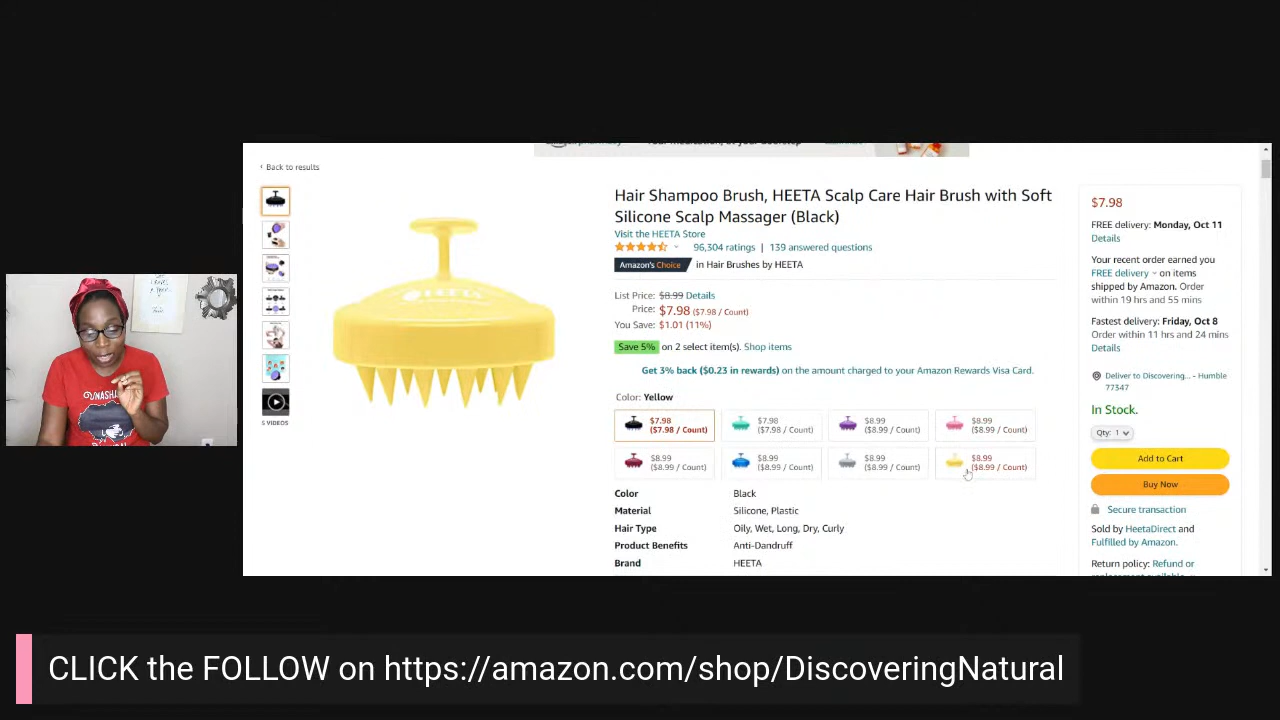 Back to results
Hair Shampoo Brush, HEETA Scalp Care Hair Brush with Soft
Silicone Scalp Massager (Black)
Visit the HEETA Store
96,304 ratings | 139 answered questions
Amazon's Choice in Hair Brushes by HEETA
List Price: $8.99 Details
Price: $7.98 ($7.98 / Count)
You Save: $1.01 (11%)
Save 5% on 2 select item(s). Shop items
Get 3% back ($0.23 in rewards) on the amount charged to your Amazon Rewards Visa Card.
Color: Yellow
$7.98 $7.98 $8.99 $8.99
($7.98 / Count) ($7.98 / Count) ($8.99 / Count) ($8.99 / Count)
$8.99 $8.99 $8.99 $8.99
($8.99 / Count) ($8.99 / Count) ($8.99 / Count) ($8.99 / Count)
Color Black
Material Silicone, Plastic
Hair Type Oily, Wet, Long, Dry, Curly
Product Benefits Anti-Dandruff
Brand HEETA
HEETA
5 VIDEOS
$7.98
FREE delivery: Monday, Oct 11
Details
Your recent order earned you
FREE delivery on items
shipped by Amazon. Order
within 19 hrs and 55 mins
Fastest delivery: Friday, Oct 8
Order within 11 hrs and 24 mins
Details
Deliver to Discovering... - Humble
77347
In Stock.
Qty: 1
Add to Cart
Buy Now
Secure transaction
Sold by HeetaDirect and
Fulfilled by Amazon.
Return policy: Refund or
CLICK the FOLLOW on https://amazon.com/shop/DiscoveringNatural